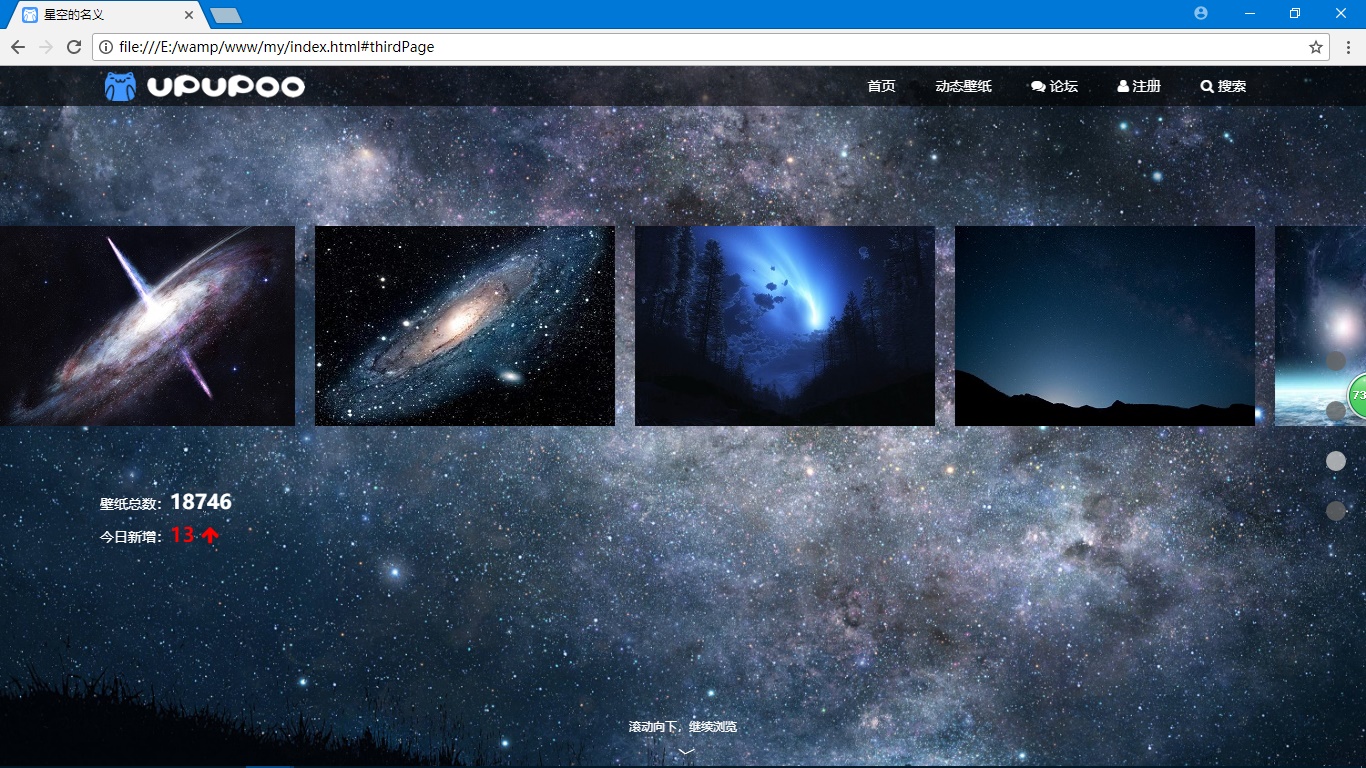 星空的名义
file:///E:/wamp/www/my/index.html#thirdPage
UPUPOO
首页 动态壁纸 论坛 注册 搜索
73
壁纸总数：18746
今日新增：13
滚动向下，继续浏览